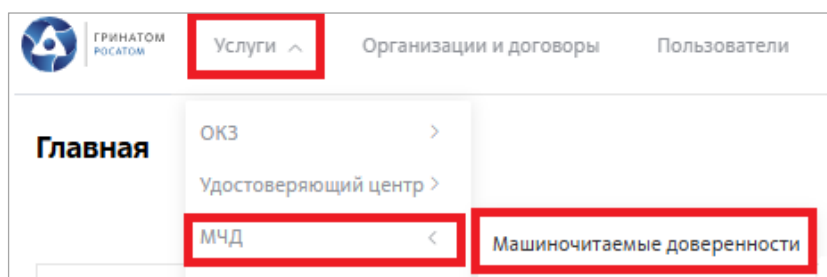 ГРИНАТОМ
РОСАТОМ
Услуги
Организации и договоры
Пользователи
Главная
ОКЗ
Удостоверяющий центр
МЧД
Машиночитаемые доверенности